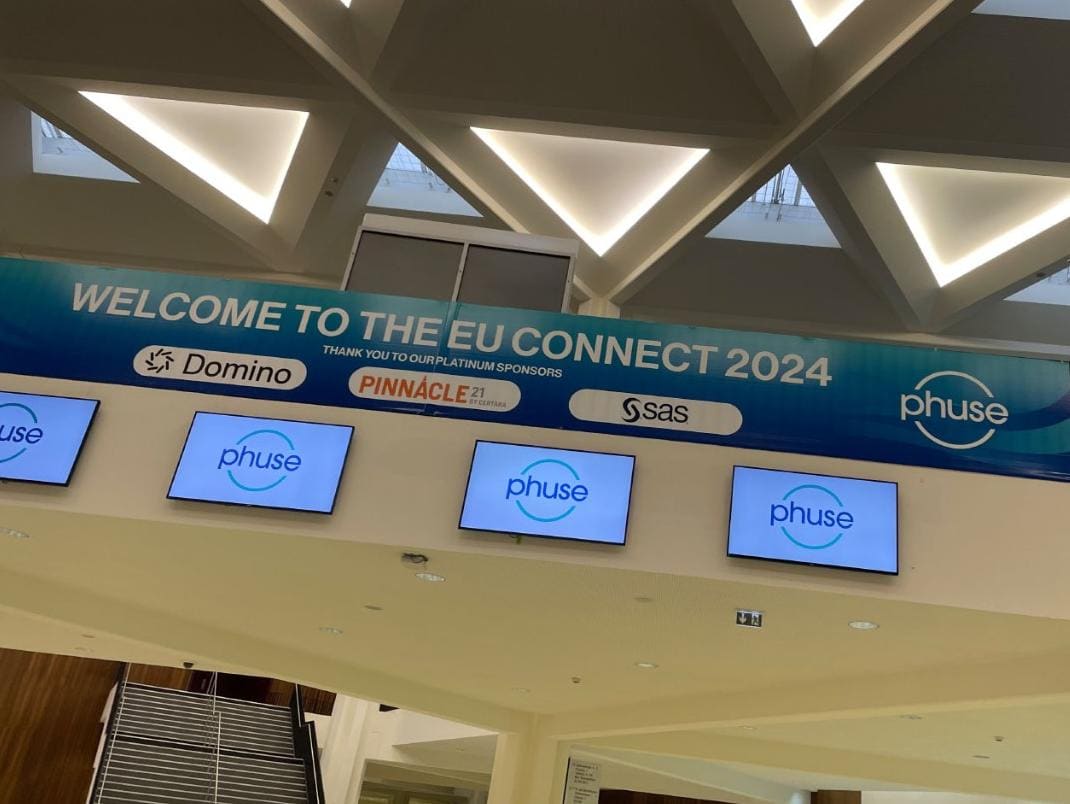 WELCOME TO THE EU CONNECT 2024
THANK YOU TO OUR PLATINUM SPONSORS
Domino
PINNACLE 21
BY CERTARA
sas
phuse
use
phuse
phuse
phuse